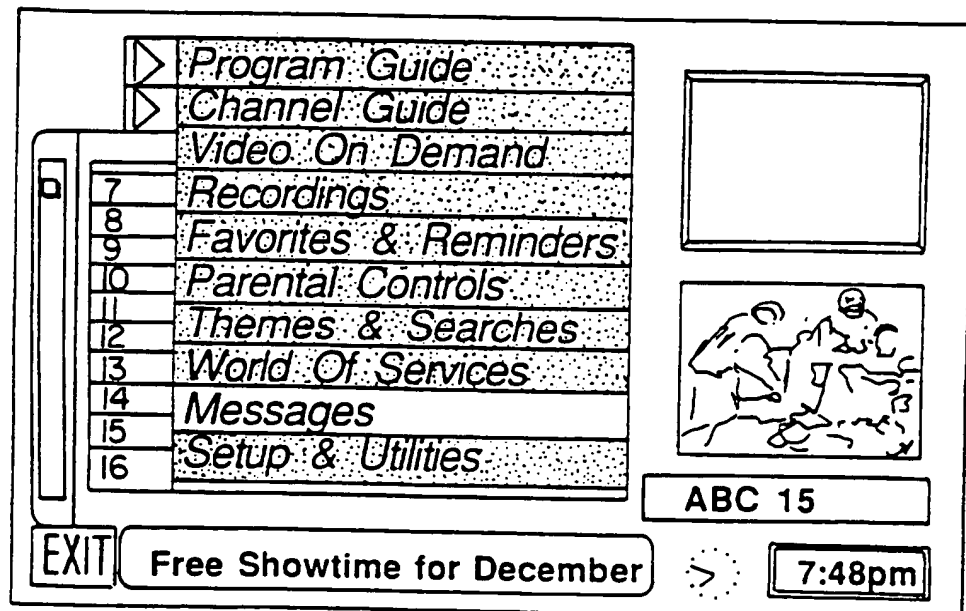 Program Guide
Channel Guide
Video On Demand
7 Recordings
8
9 Favorites & Reminders
10 Parental Controls
11
12 Themes & Searches
13 World Of Services
14 Messages
15
16 Setup & Utilities
ABC 15
EXIT
Free Showtime for December
7:48pm